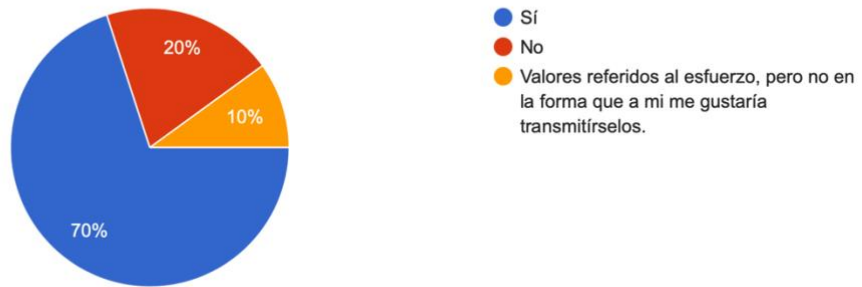 20%
10%
70%
Sí
No
Valores referidos al esfuerzo, pero no en
la forma que a mi me gustaría
transmitírselos.